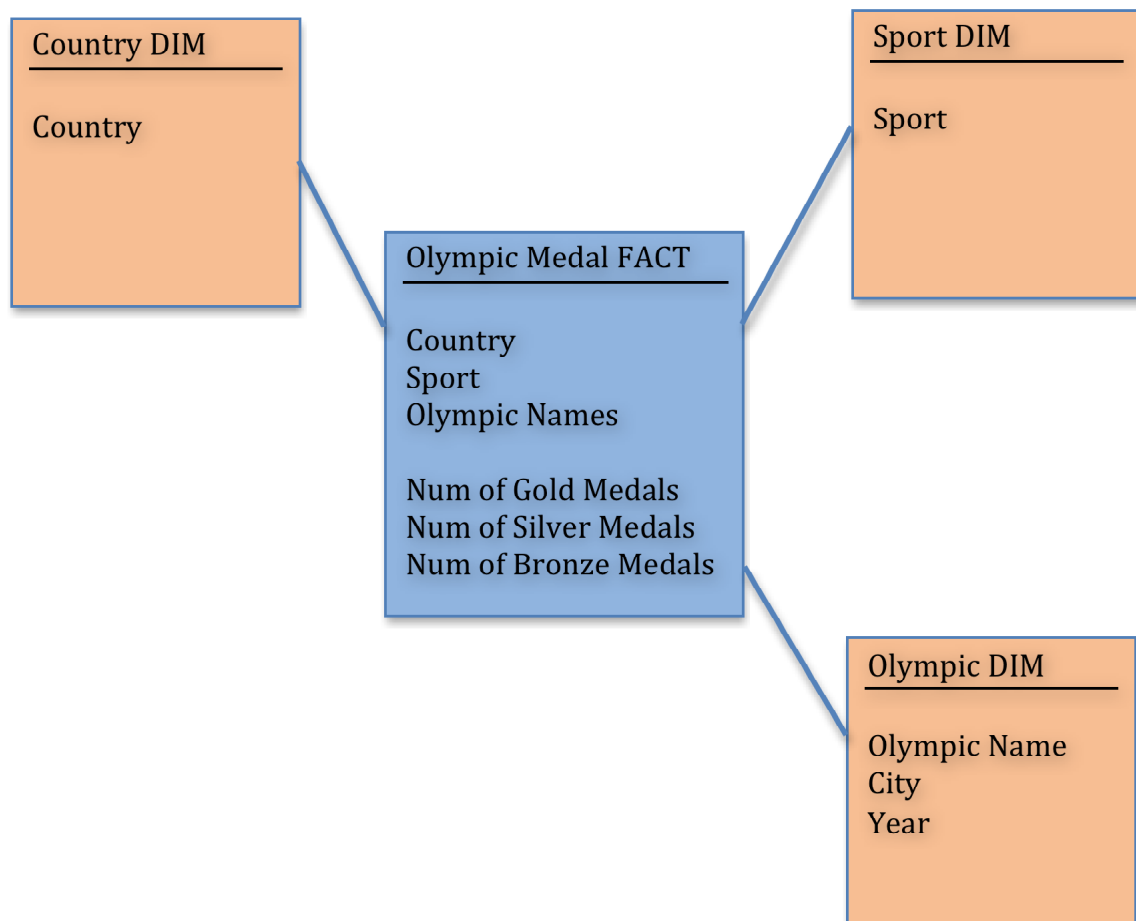 Country DIM
Country
Sport DIM
Sport
Olympic Medal FACT
Country
Sport
Olympic Names
Num of Gold Medals
Num of Silver Medals
Num of Bronze Medals
Olympic DIM
Olympic Name
City
Year